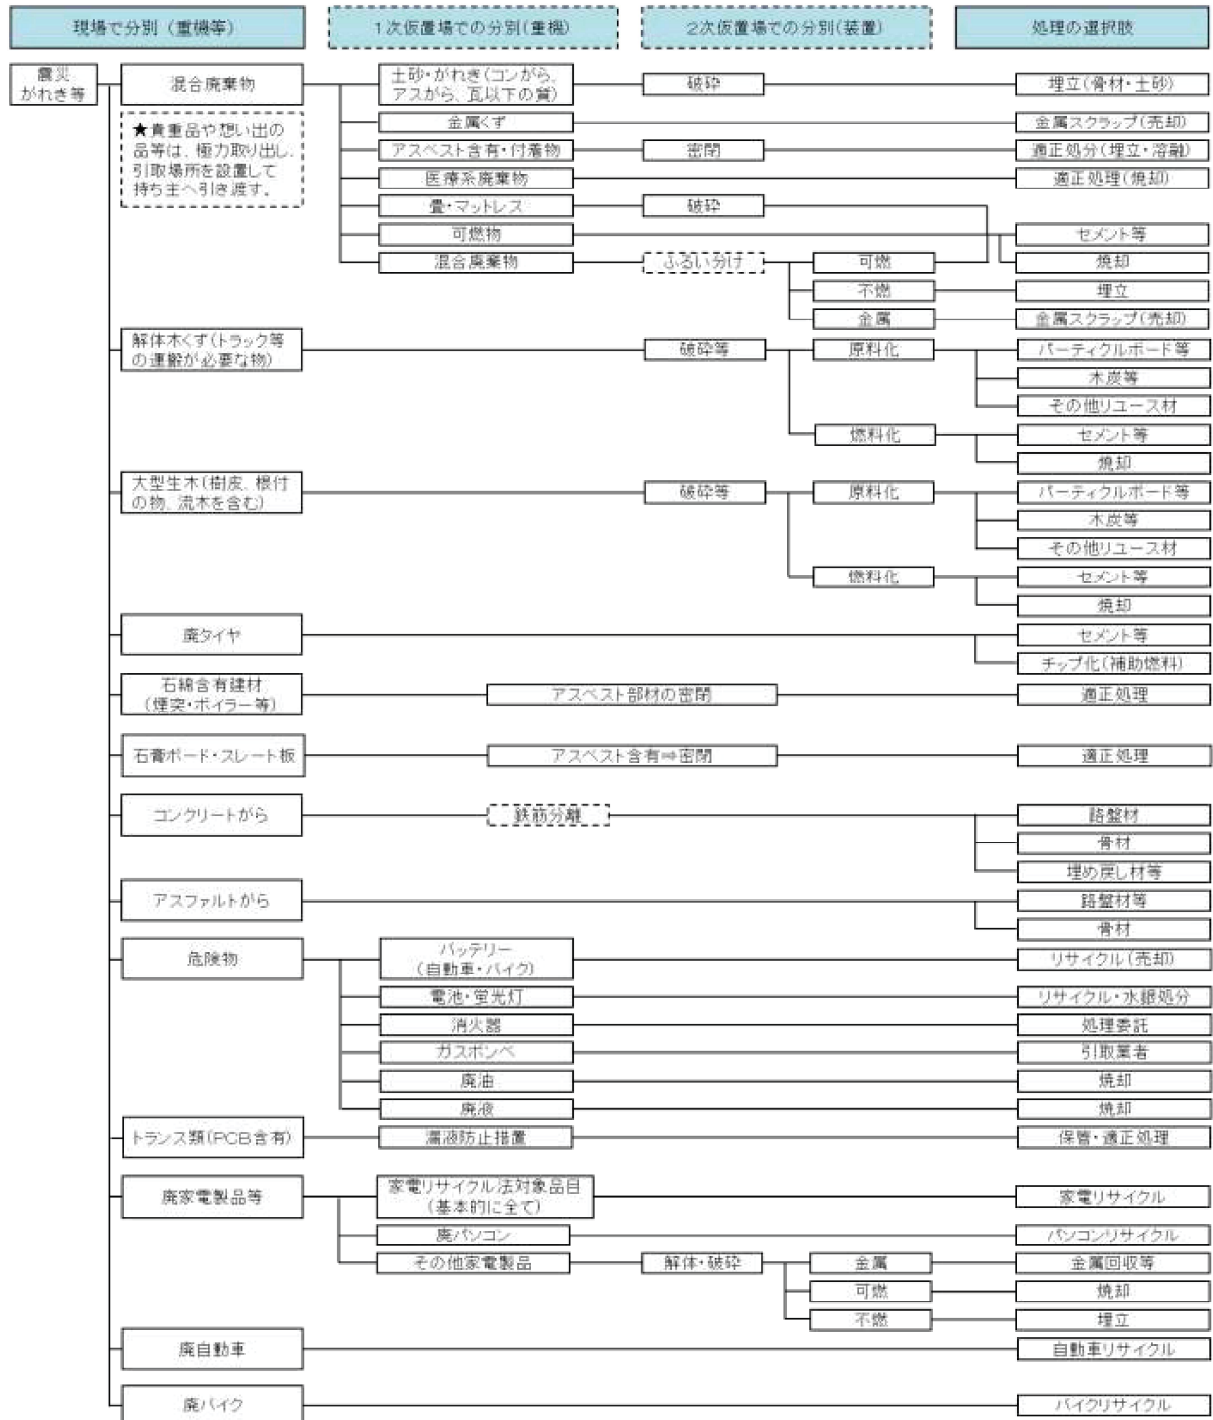 現場で分別（重機等）
1次仮置場での分別(重機)
2次仮置場での分別(装置)
処理の選択肢
震災
がれき等
混合廃棄物
土砂・がれき(コンがら、
アスがら、瓦以下の質)
破砕
埋立(骨材・土砂)
金属くず
金属スクラップ(売却)
★貴重品や想い出の
品等は、極力取り出し、
引取場所を設置して
持ち主へ引き渡す。
アスベスト含有・付着物
密閉
適正処分(埋立・溶融)
医療系廃棄物
適正処理(焼却)
畳・マットレス
破砕
可燃物
セメント等
混合廃棄物
ふるい分け
可燃
焼却
不燃
埋立
金属
金属スクラップ(売却)
解体木くず(トラック等
の運搬が必要な物)
破砕等
原料化
パーティクルボード等
木炭等
その他リユース材
燃料化
セメント等
焼却
大型生木(樹皮、根付
の物、流木を含む)
破砕等
原料化
パーティクルボード等
木炭等
その他リユース材
燃料化
セメント等
焼却
廃タイヤ
セメント等
チップ化(補助燃料)
石綿含有建材
(煙突・ボイラー等)
アスベスト部材の密閉
適正処理
石膏ボード・スレート板
アスベスト含有⇒密閉
適正処理
コンクリートがら
鉄筋分離
路盤材
骨材
埋め戻し材等
アスファルトがら
路盤材等
骨材
危険物
バッテリー
(自動車・バイク)
リサイクル(売却)
電池・蛍光灯
リサイクル・水銀処分
消火器
処理委託
ガスボンベ
引取業者
廃油
焼却
廃液
焼却
トランス類(PCB含有)
漏液防止措置
保管・適正処理
廃家電製品等
家電リサイクル法対象品目
(基本的に全て)
家電リサイクル
廃パソコン
パソコンリサイクル
その他家電製品
解体・破砕
金属
金属回収等
可燃
焼却
不燃
埋立
廃自動車
自動車リサイクル
廃バイク
バイクリサイクル